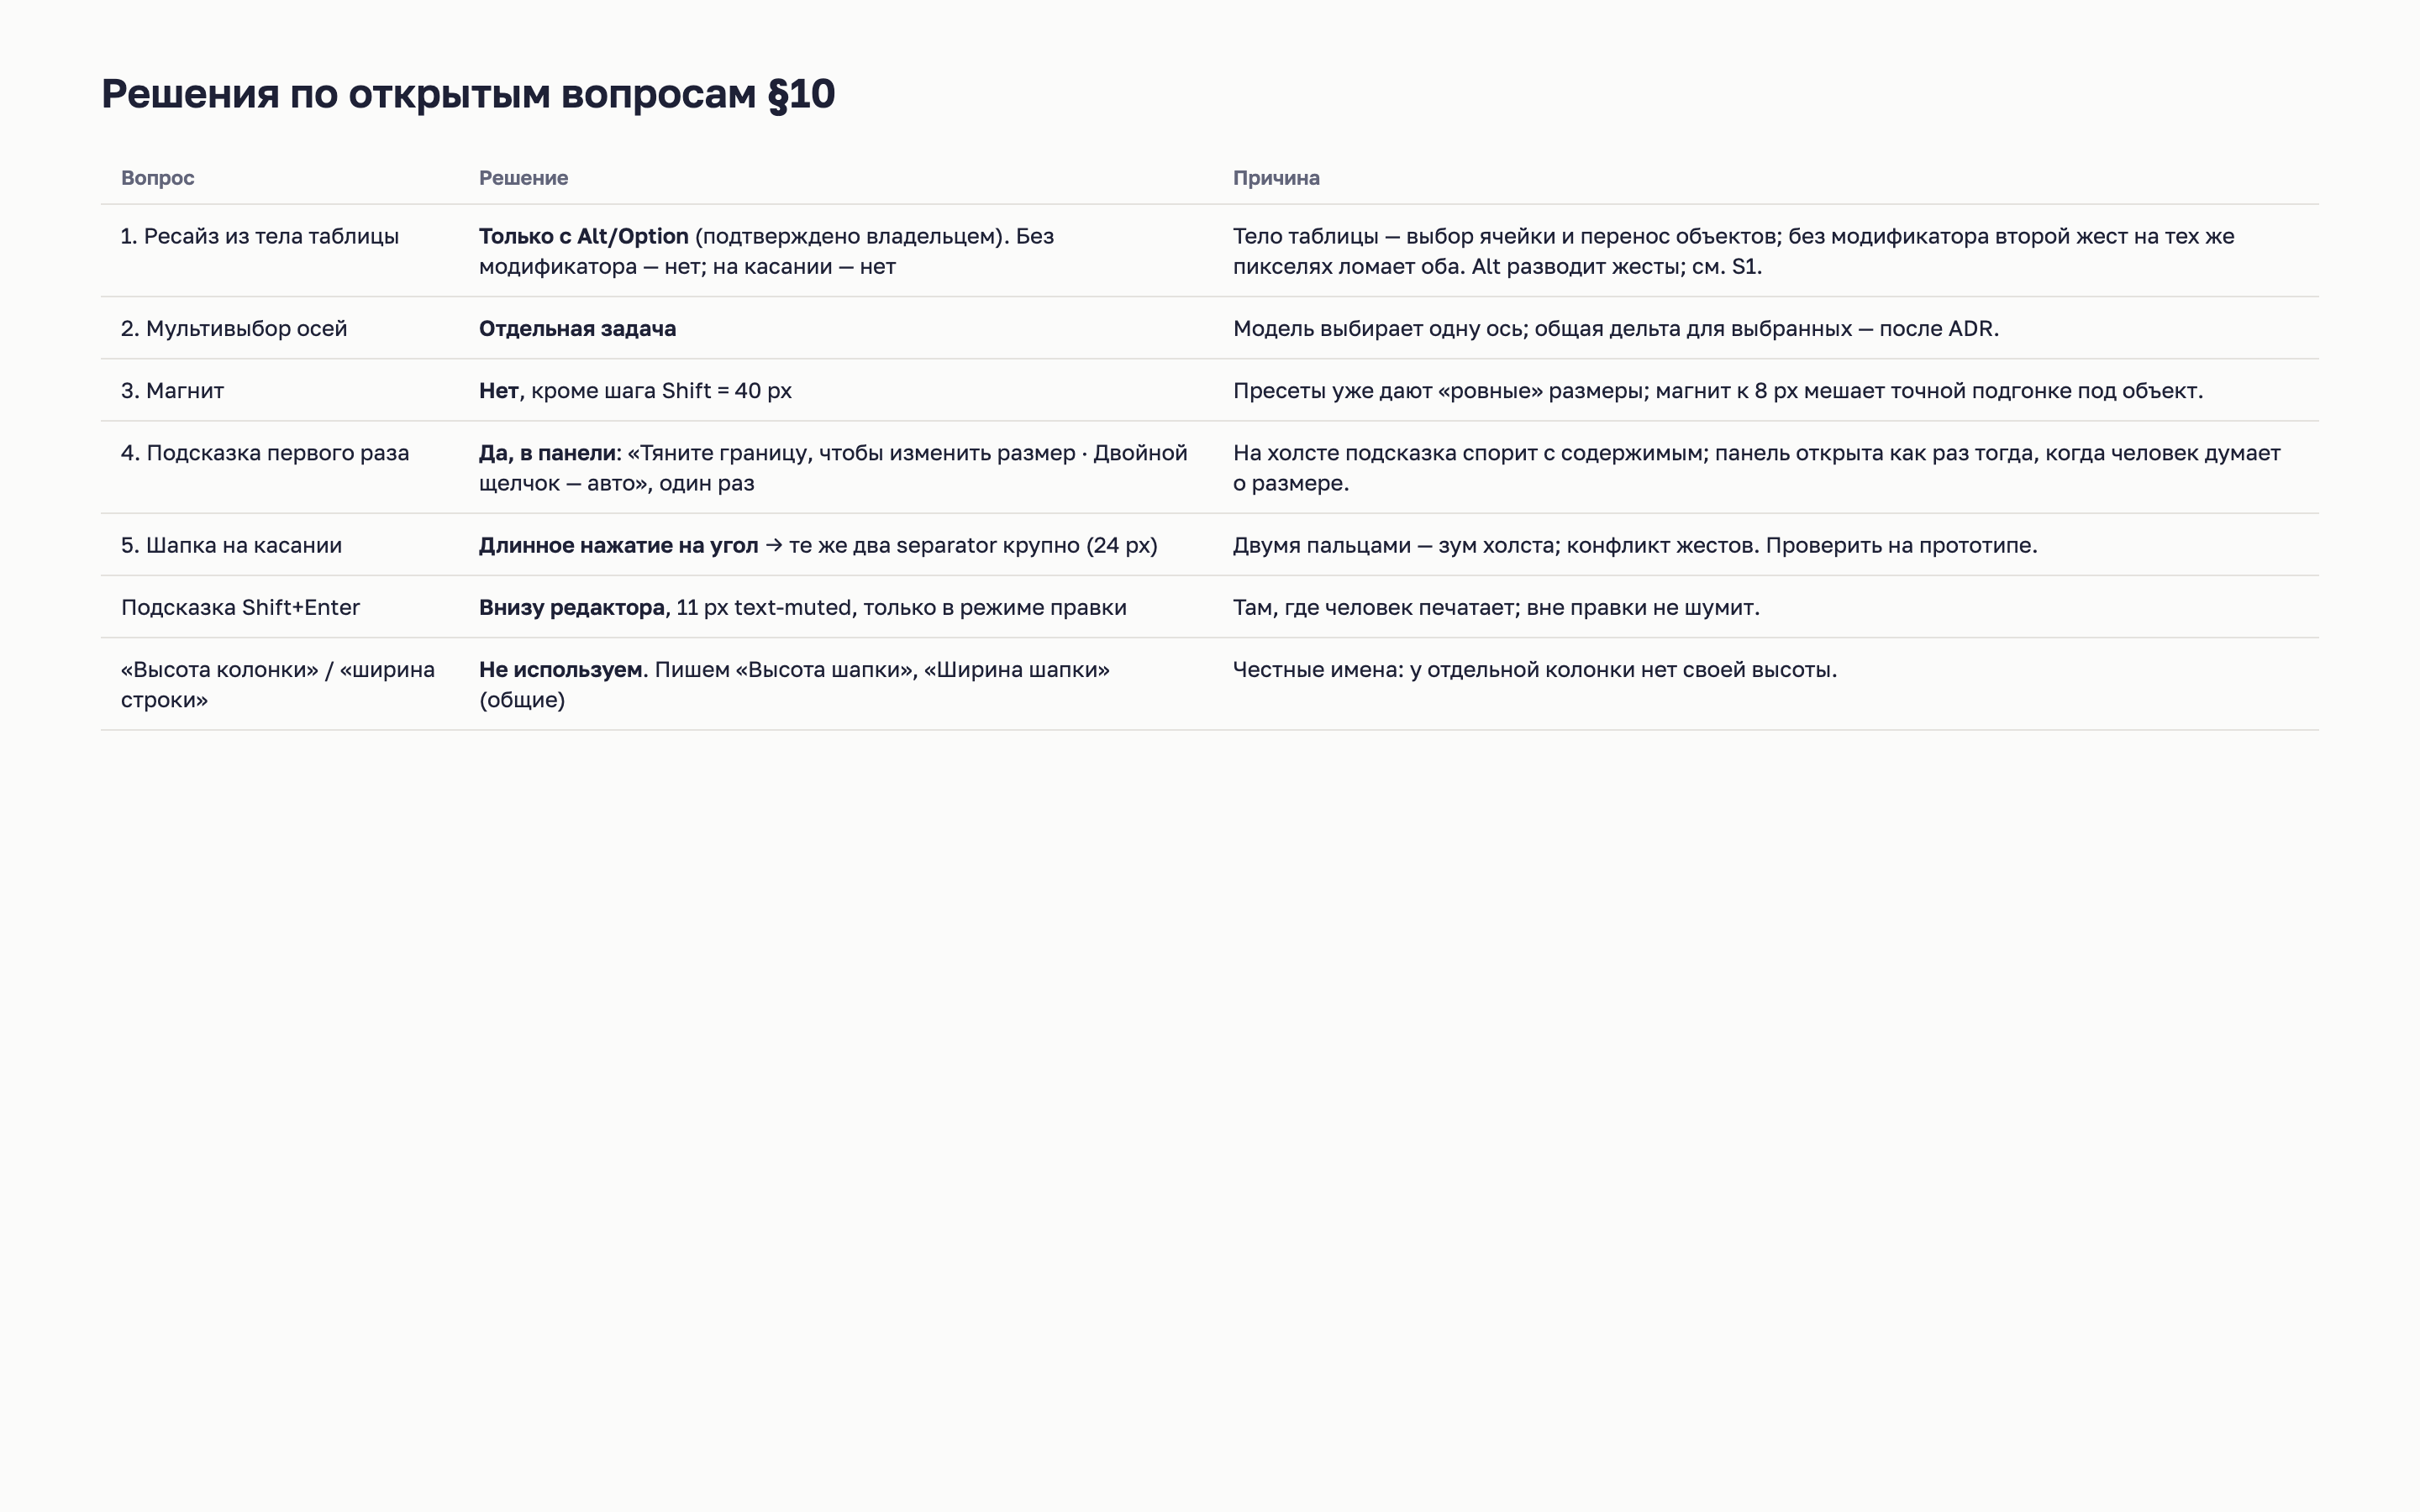 Решения по открытым вопросам §10
Вопрос Решение Причина
1. Ресайз из тела таблицы
Только с Alt/Option (подтверждено владельцем). Без
модификатора — нет; на касании — нет
Тело таблицы — выбор ячейки и перенос объектов; без модификатора второй жест на тех же
пикселях ломает оба. Alt разводит жесты; см. S1.
2. Мультивыбор осей
Отдельная задача
Модель выбирает одну ось; общая дельта для выбранных — после ADR.
3. Магнит
Нет, кроме шага Shift = 40 px
Пресеты уже дают «ровные» размеры; магнит к 8 px мешает точной подгонке под объект.
4. Подсказка первого раза
Да, в панели: «Тяните границу, чтобы изменить размер · Двойной
щелчок — авто», один раз
На холсте подсказка спорит с содержимым; панель открыта как раз тогда, когда человек думает
о размере.
5. Шапка на касании
Длинное нажатие на угол → те же два separator крупно (24 px)
Двумя пальцами — зум холста; конфликт жестов. Проверить на прототипе.
Подсказка Shift+Enter
Внизу редактора, 11 px text-muted, только в режиме правки
Там, где человек печатает; вне правки не шумит.
«Высота колонки» / «ширина
строки»
Не используем. Пишем «Высота шапки», «Ширина шапки»
(общие)
Честные имена: у отдельной колонки нет своей высоты.